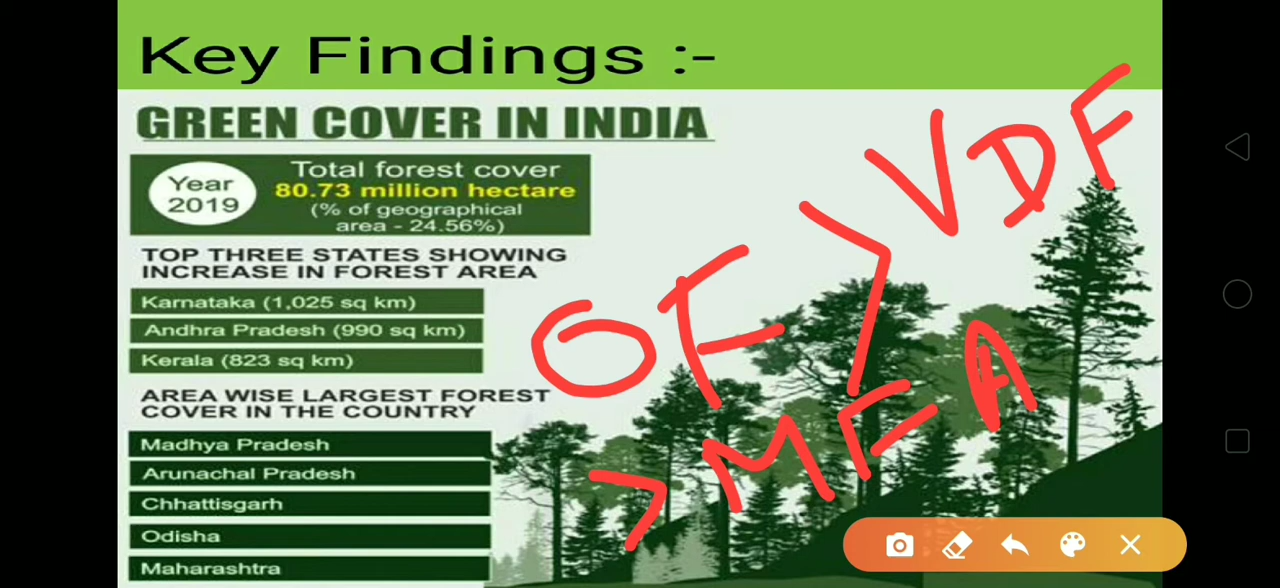 Key Findings :-
GREEN COVER IN INDIA
Year
2019
Total forest cover
80.73 million hectare
(% of geographical
area - 24.56%)
TOP THREE STATES SHOWING
INCREASE IN FOREST AREA
Karnataka (1,025 sq km)
Andhra Pradesh (990 sq km)
Kerala (823 sq km)
AREA WISE LARGEST FOREST
COVER IN THE COUNTRY
Madhya Pradesh
Arunachal Pradesh
Chhattisgarh
Odisha
Maharashtra
OF > VDF
> MFA